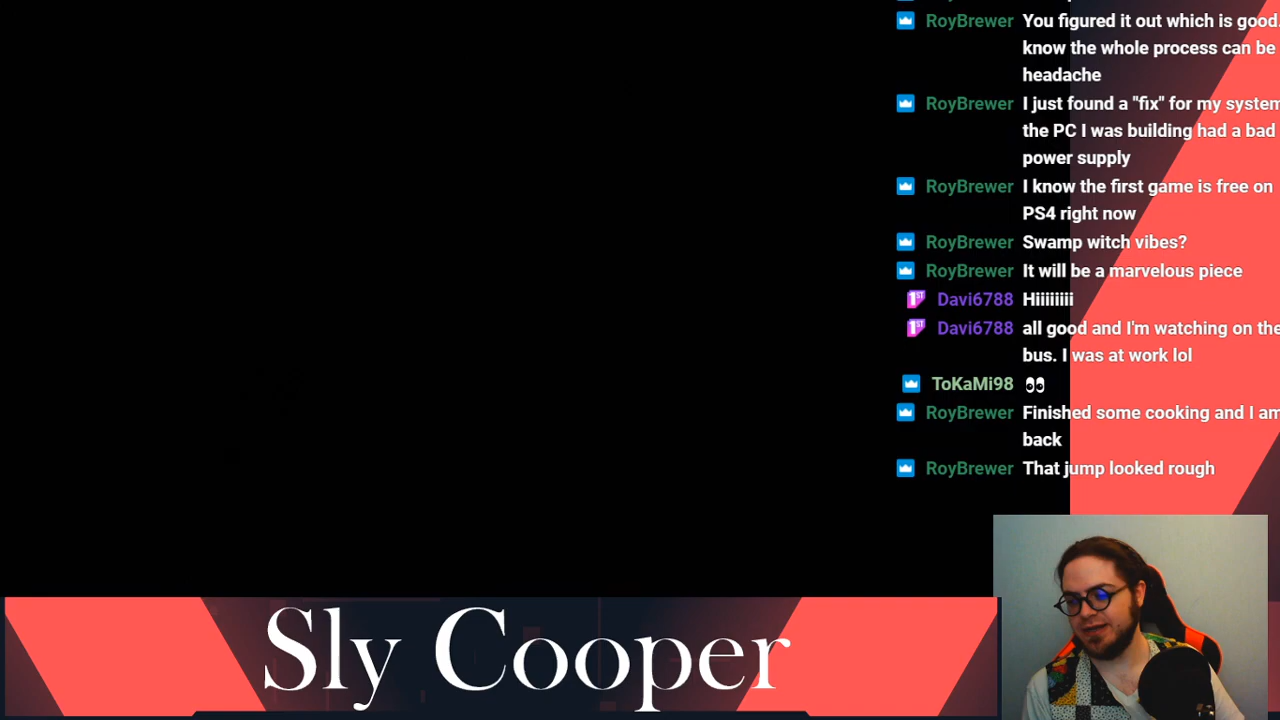 RoyBrewer You figured it out which is good.
know the whole process can be
headache
RoyBrewer I just found a "fix" for my system
the PC I was building had a bad
power supply
RoyBrewer I know the first game is free on
PS4 right now
RoyBrewer Swamp witch vibes?
RoyBrewer It will be a marvelous piece
1ST Davi6788 Hiiiiiiii
1ST Davi6788 all good and I'm watching on the
bus. I was at work lol
ToKaMi98 👀
RoyBrewer Finished some cooking and I am
back
RoyBrewer That jump looked rough
Sly Cooper